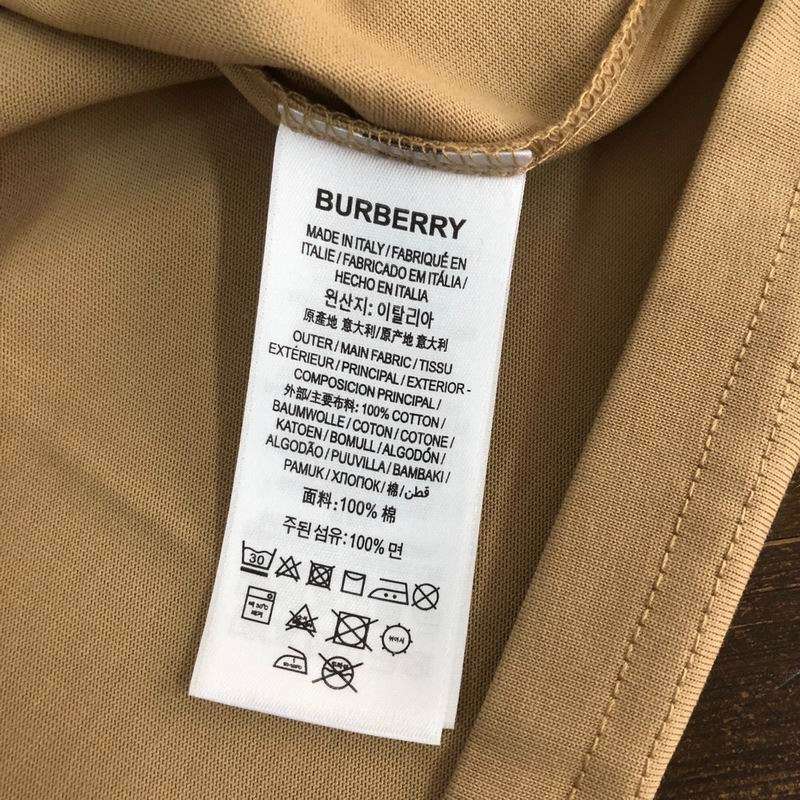 BURBERRY
MADE IN ITALY / FABRIQUÉ EN
ITALIE / FABRICADO EM ITÁLIA /
HECHO EN ITALIA
원산지: 이탈리아
原產地 意大利/原产地 意大利
OUTER / MAIN FABRIC / TISSU
EXTÉRIEUR / PRINCIPAL / EXTERIOR -
COMPOSICION PRINCIPAL /
外部/主要布料: 100% COTTON /
BAUMWOLLE / COTON / COTONE /
KATOEN / BOMULL / ALGODÓN /
ALGODÃO / PUUVILLA / BAMBAKI /
PAMUK / ХЛОПОК / 棉 / قطن
面料: 100% 棉
주된 섬유: 100% 면
30